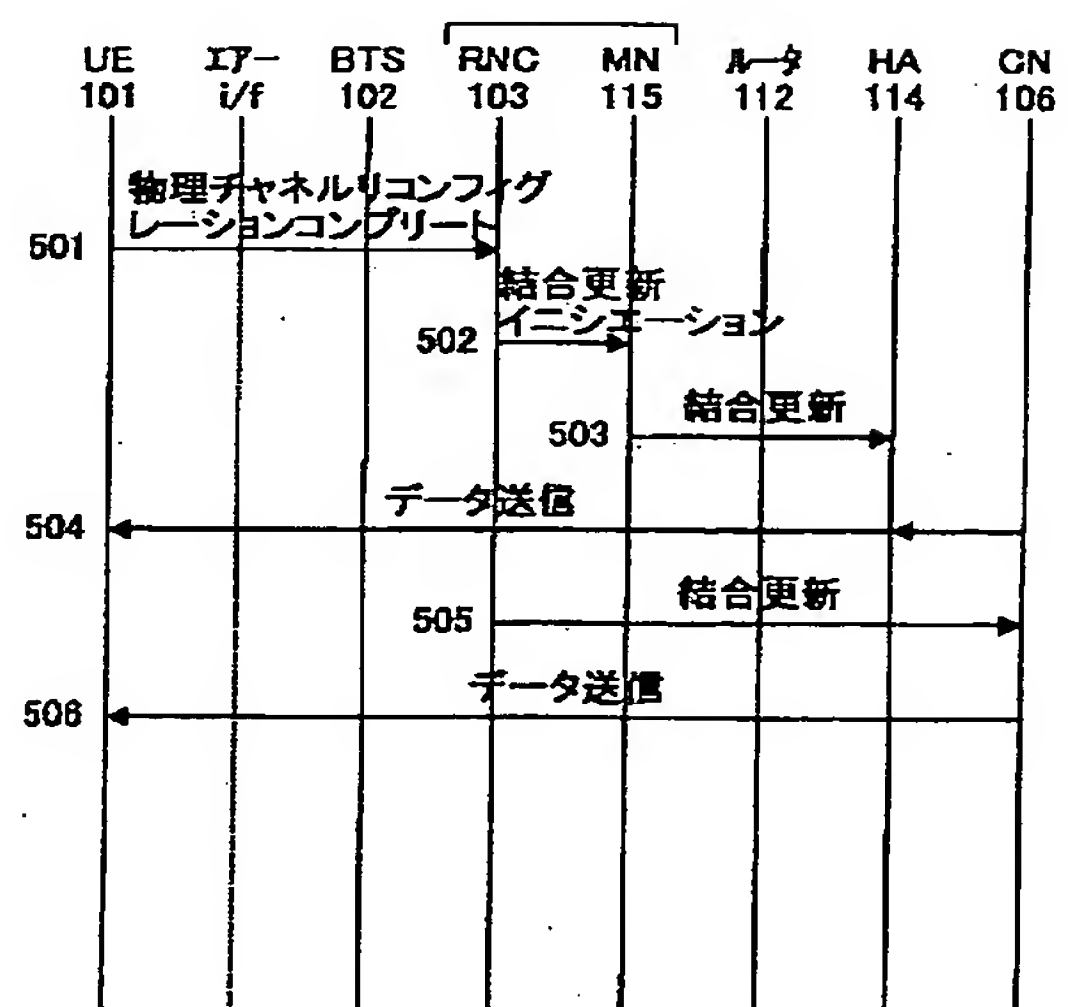 UE エアー BTS RNC MN ルータ HA CN
101 i/f 102 103 115 112 114 106
物理チャネルリコンフィグ
レーションコンプリート
501
結合更新
イニシエーション
502
結合更新
503
データ送信
504
結合更新
505
データ送信
506